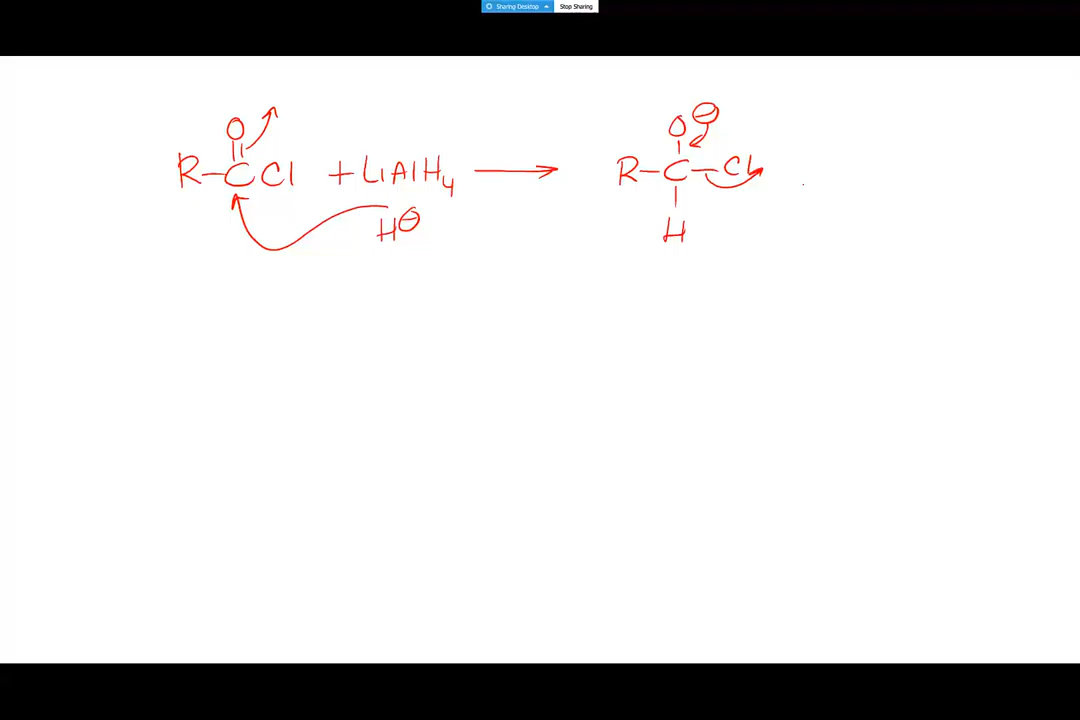 Sharing Desktop Stop Sharing
O O ⊖
R–C Cl + LiAlH4 ⟶ R–C–Cl
H⊖ H